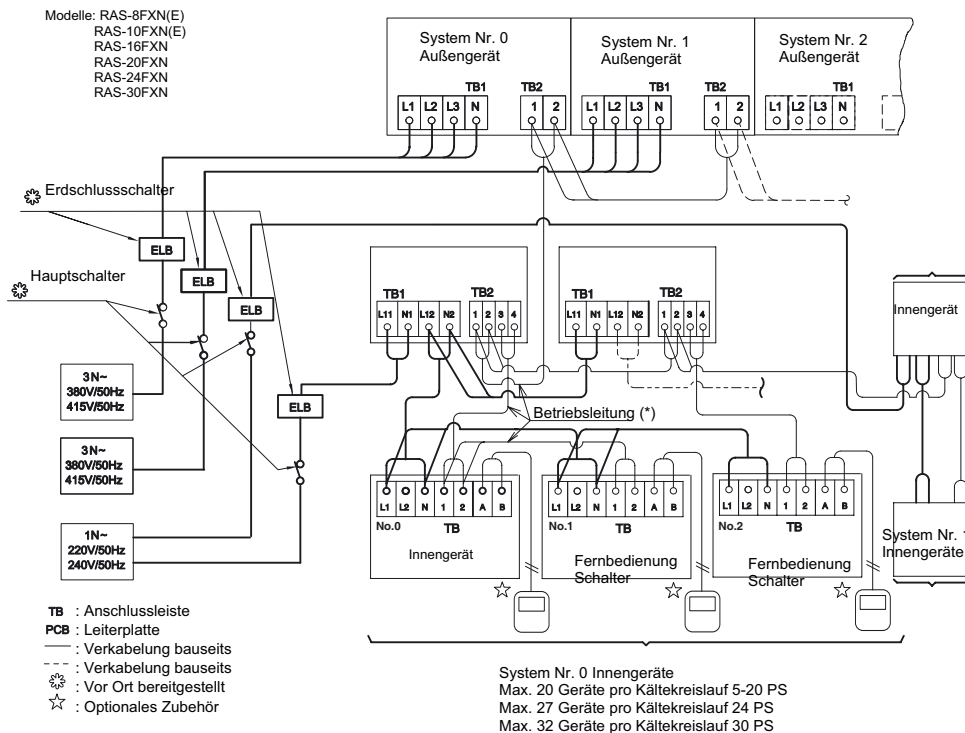 Modelle: RAS-8FXN(E)
RAS-10FXN(E)
RAS-16FXN
RAS-20FXN
RAS-24FXN
RAS-30FXN
System Nr. 0
Außengerät
System Nr. 1
Außengerät
System Nr. 2
Außengerät
TB1
TB2
TB1
TB2
TB1
L1 L2 L3 N
1 2
L1 L2 L3 N
1 2
L1 L2 L3 N
Erdschlussschalter
ELB
ELB
ELB
ELB
Hauptschalter
TB1
TB2
TB1
TB2
L11 N1 L12 N2
1 2 3 4
L11 N1 L12 N2
1 2 3 4
Innengerät
3N~
380V/50Hz
415V/50Hz
3N~
380V/50Hz
415V/50Hz
1N~
220V/50Hz
240V/50Hz
Betriebsleitung (*)
L1 L2 N 1 2 A B
No.0 TB
Innengerät
L1 L2 N 1 2 A B
No.1 TB
Fernbedienung
Schalter
L1 L2 N 1 2 A B
No.2 TB
Fernbedienung
Schalter
System Nr. 1
Innengeräte
TB : Anschlussleiste
PCB : Leiterplatte
: Verkabelung bauseits
: Verkabelung bauseits
: Vor Ort bereitgestellt
: Optionales Zubehör
System Nr. 0 Innengeräte
Max. 20 Geräte pro Kältekreislauf 5-20 PS
Max. 27 Geräte pro Kältekreislauf 24 PS
Max. 32 Geräte pro Kältekreislauf 30 PS